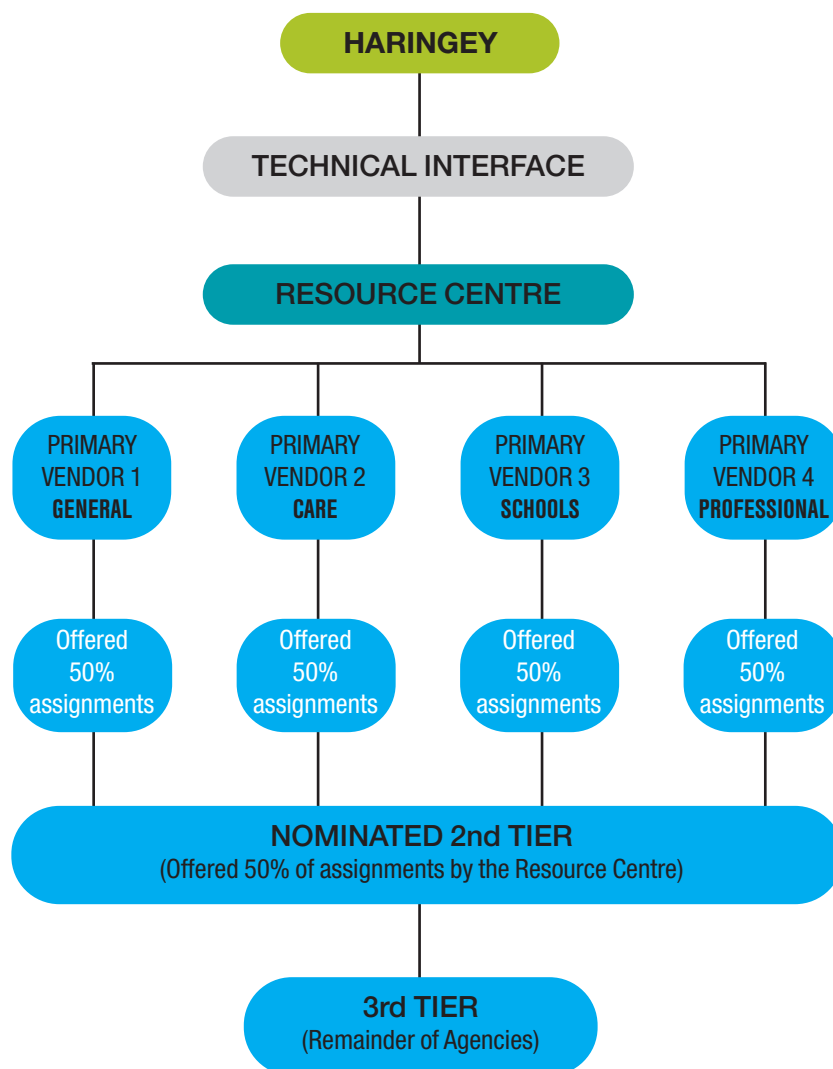 HARINGEY
TECHNICAL INTERFACE
RESOURCE CENTRE
PRIMARY
VENDOR 1
GENERAL
PRIMARY
VENDOR 2
CARE
PRIMARY
VENDOR 3
SCHOOLS
PRIMARY
VENDOR 4
PROFESSIONAL
Offered
50%
assignments
Offered
50%
assignments
Offered
50%
assignments
Offered
50%
assignments
NOMINATED 2nd TIER
(Offered 50% of assignments by the Resource Centre)
3rd TIER
(Remainder of Agencies)